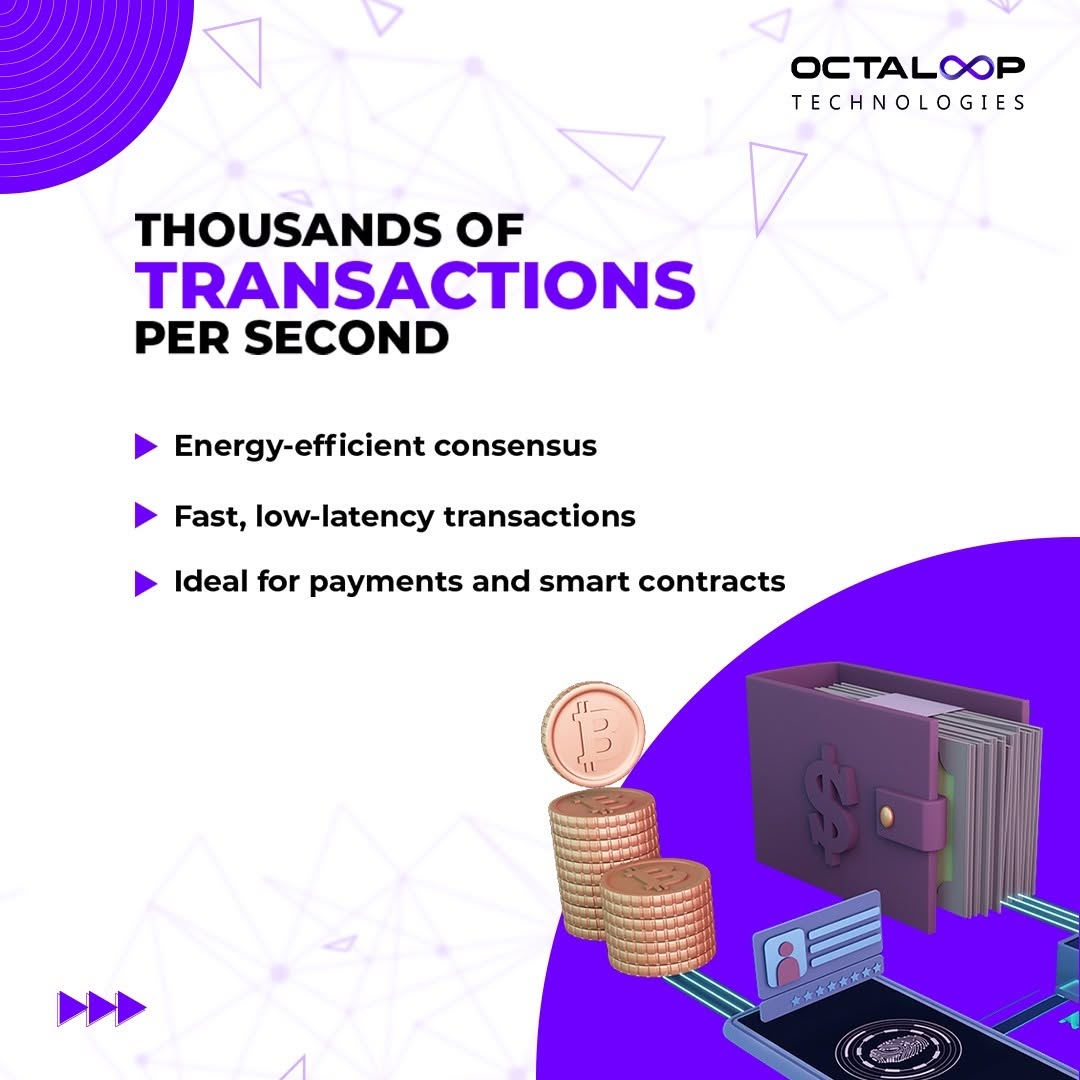 OCTALOOP
TECHNOLOGIES
THOUSANDS OF
TRANSACTIONS
PER SECOND
Energy-efficient consensus
Fast, low-latency transactions
Ideal for payments and smart contracts